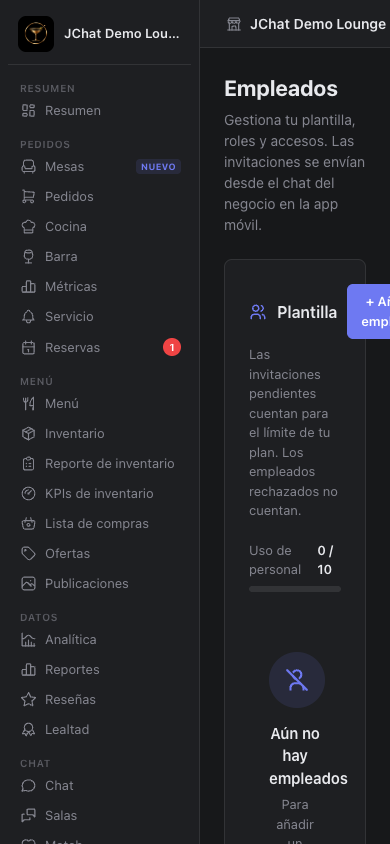 JChat Demo Lou...
RESUMEN
Resumen
PEDIDOS
Mesas
NUEVO
Pedidos
Cocina
Barra
Métricas
Servicio
Reservas
1
MENÚ
Menú
Inventario
Reporte de inventario
KPIs de inventario
Lista de compras
Ofertas
Publicaciones
DATOS
Analítica
Reportes
Reseñas
Lealtad
CHAT
Chat
Salas
JChat Demo Lounge
Empleados
Gestiona tu plantilla,
roles y accesos. Las
invitaciones se envían
desde el chat del
negocio en la app
móvil.
Plantilla
Las
invitaciones
pendientes
cuentan para
el límite de tu
plan. Los
empleados
rechazados no
cuentan.
Uso de
personal
0 /
10
Aún no
hay
empleados
Para
añadir